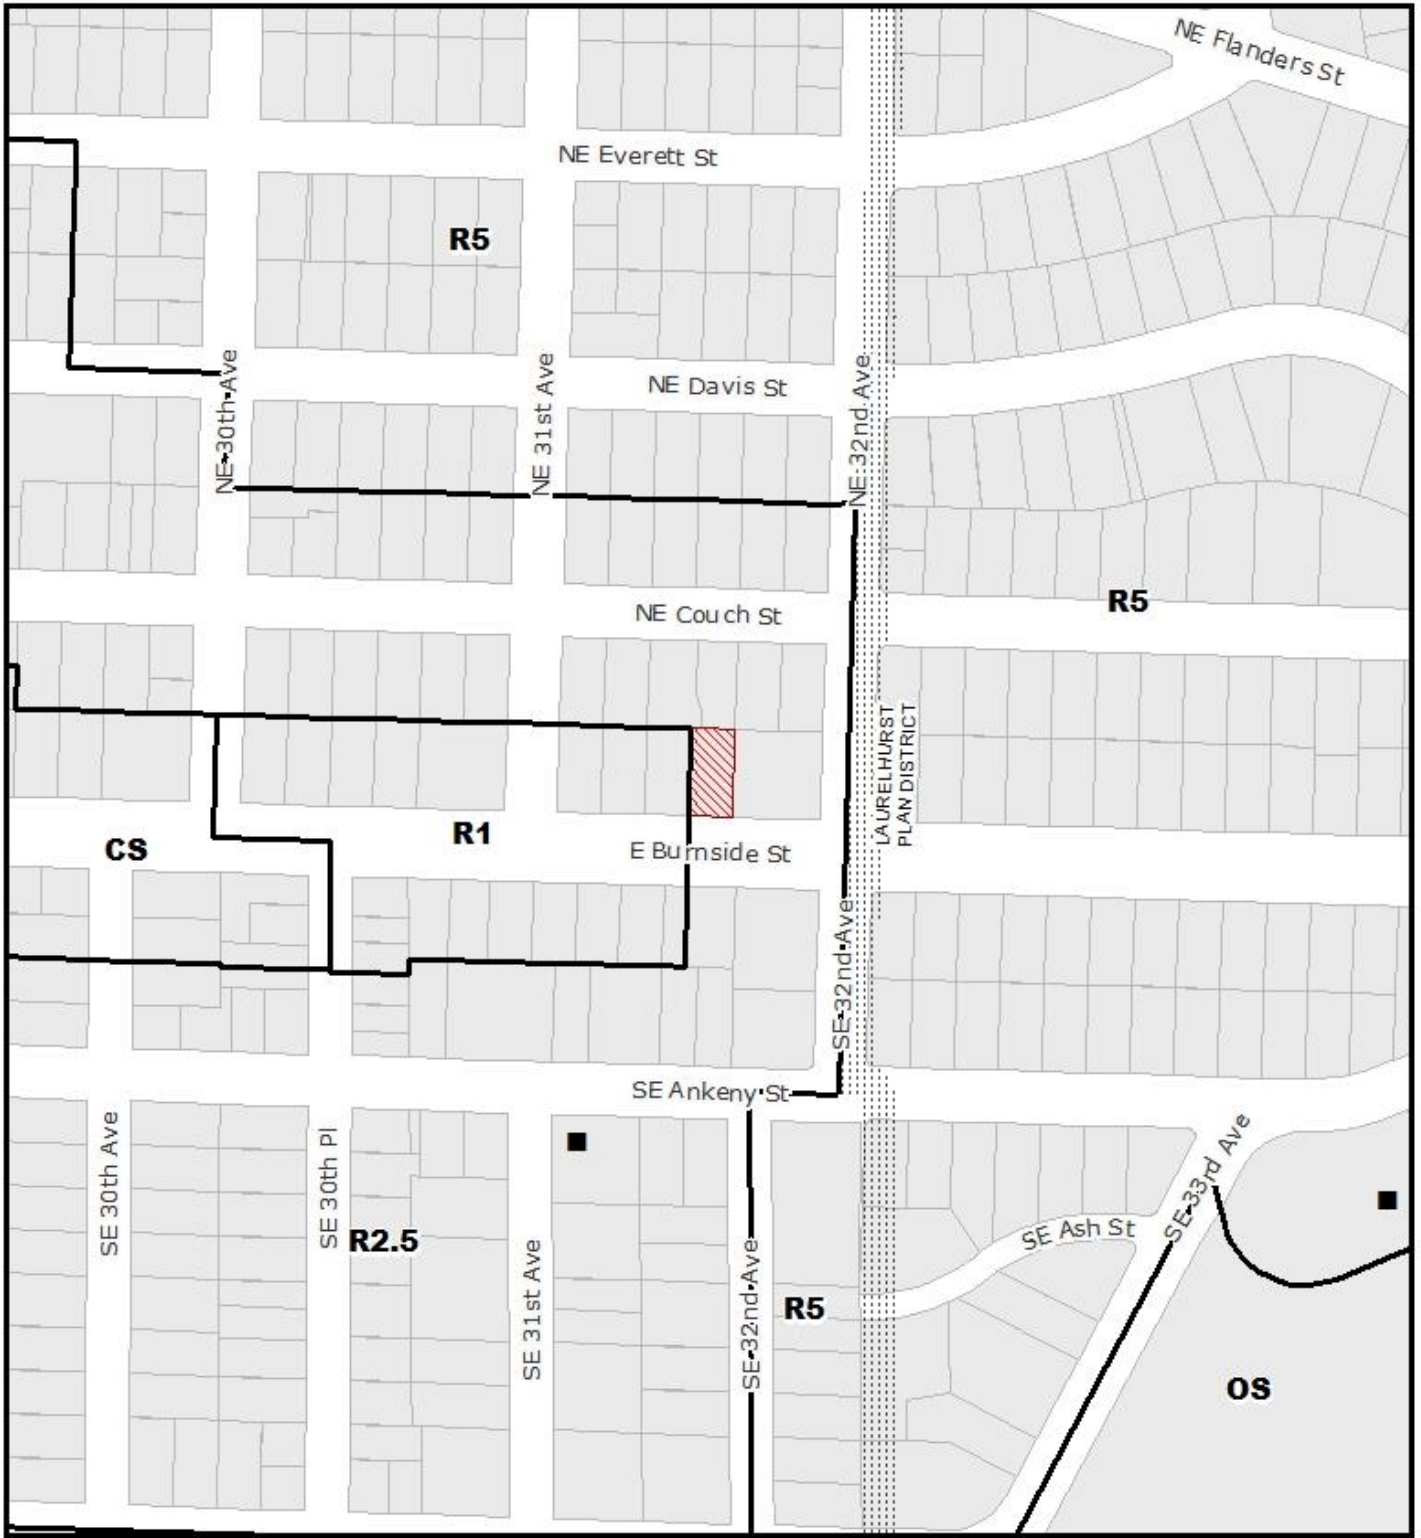 NE Flanders St
NE Everett St
R5
NE 30th Ave
NE 31st Ave
NE Davis St
NE 32nd Ave
NE Couch St
R5
LAURELHURST
PLAN DISTRICT
CS
R1
E Burnside St
SE 32nd Ave
SE Ankeny St
SE 30th Ave
SE 30th Pl
R2.5
SE 31st Ave
SE 32nd Ave
R5
SE Ash St
SE 33rd Ave
OS